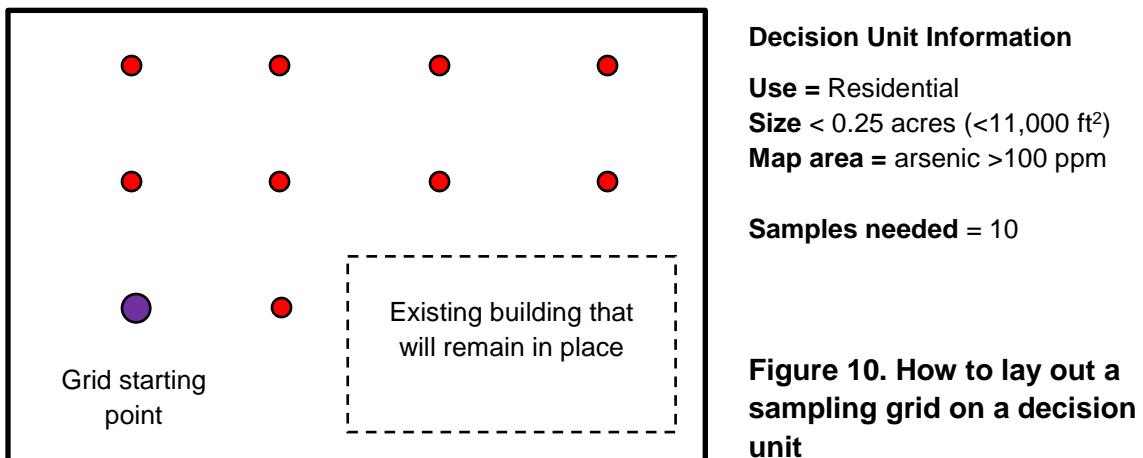 Decision Unit Information
Use = Residential
Size < 0.25 acres (<11,000 ft²)
Map area = arsenic >100 ppm
Samples needed = 10
Existing building that
will remain in place
Grid starting
point
Figure 10. How to lay out a
sampling grid on a decision
unit